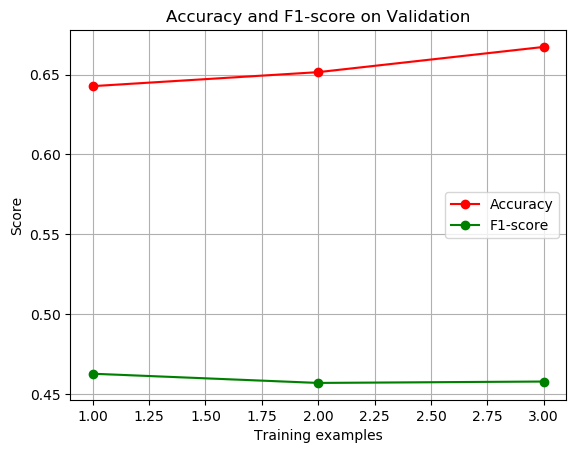 Accuracy and F1-score on Validation
0.65
0.60
0.55
0.50
0.45
Score
Accuracy
F1-score
1.00 1.25 1.50 1.75 2.00 2.25 2.50 2.75 3.00
Training examples